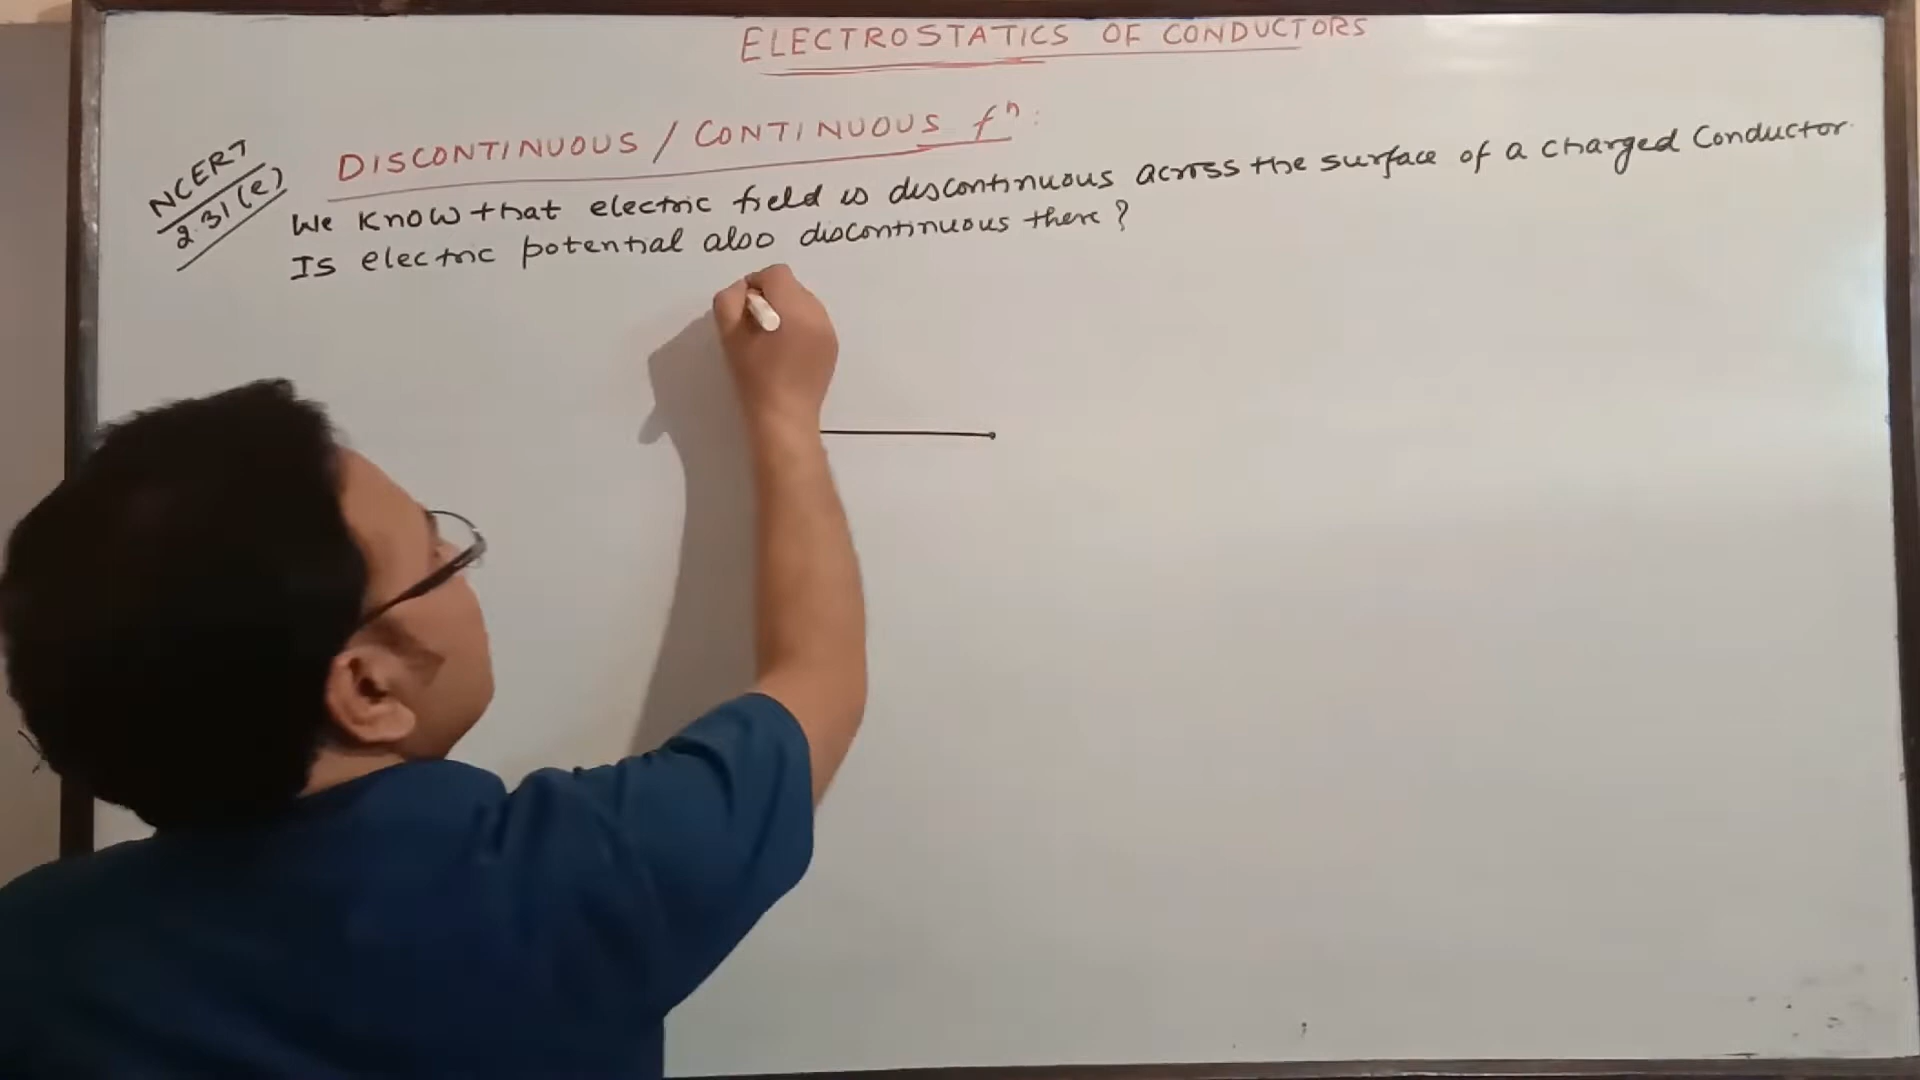 ELECTROSTATICS OF CONDUCTORS
DISCONTINUOUS / CONTINUOUS fⁿ :
NCERT
2.31(e)
We Know that electric field is discontinuous across the surface of a charged Conductor.
Is electric potential also discontinuous there?